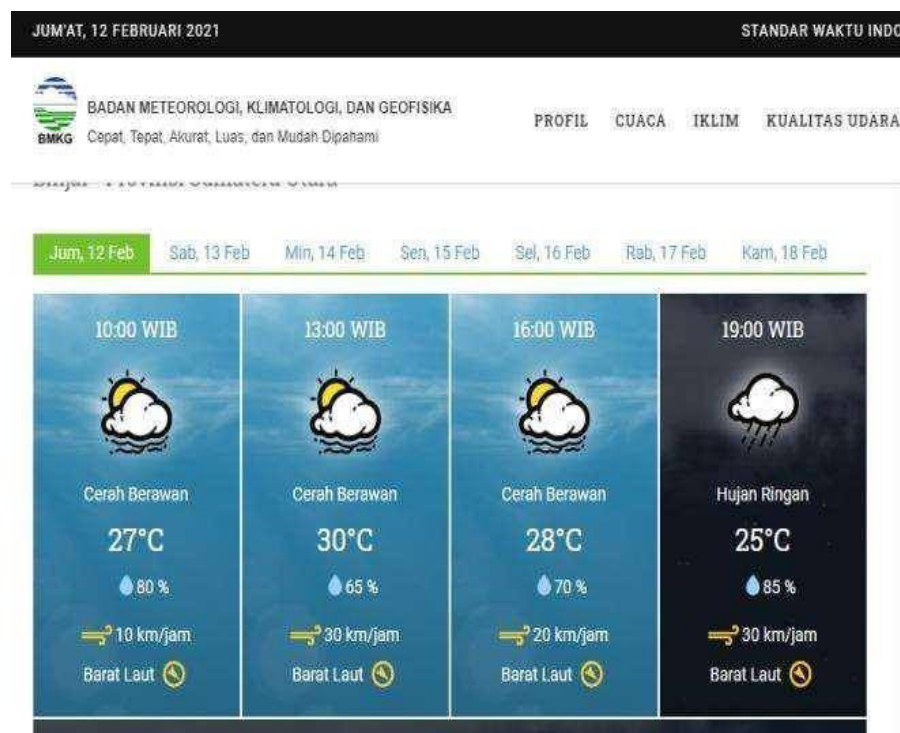 JUM'AT, 12 FEBRUARI 2021
STANDAR WAKTU INDO
BADAN METEOROLOGI, KLIMATOLOGI, DAN GEOFISIKA
Cepat, Tepat, Akurat, Luas, dan Mudah Dipahami
BMKG
PROFIL CUACA IKLIM KUALITAS UDARA
Binjai - Provinsi Sumatera Utara
Jum, 12 Feb Sab, 13 Feb Min, 14 Feb Sen, 15 Feb Sel, 16 Feb Rab, 17 Feb Kam, 18 Feb
10:00 WIB
Cerah Berawan
27°C
80 %
10 km/jam
Barat Laut
13:00 WIB
Cerah Berawan
30°C
65 %
30 km/jam
Barat Laut
16:00 WIB
Cerah Berawan
28°C
70 %
20 km/jam
Barat Laut
19:00 WIB
Hujan Ringan
25°C
85 %
30 km/jam
Barat Laut